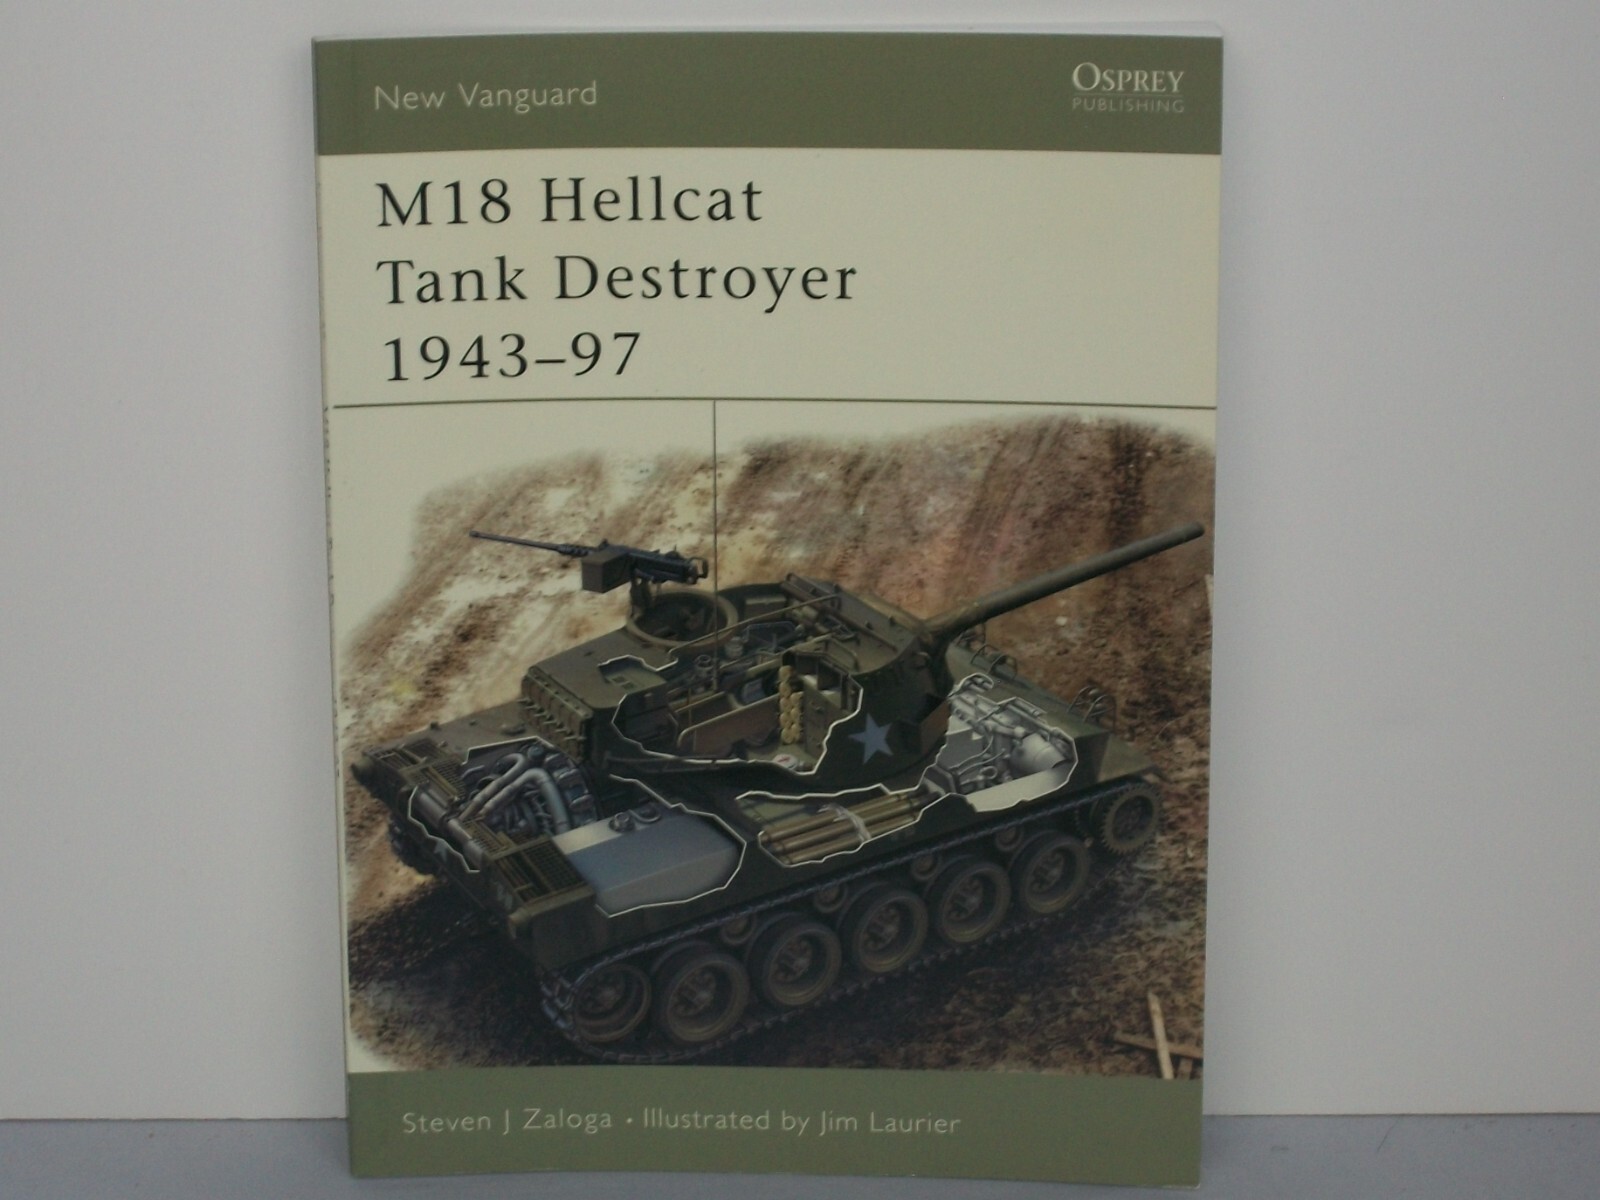 New Vanguard
OSPREY
PUBLISHING
M18 Hellcat
Tank Destroyer
1943–97
Steven J Zaloga • Illustrated by Jim Laurier